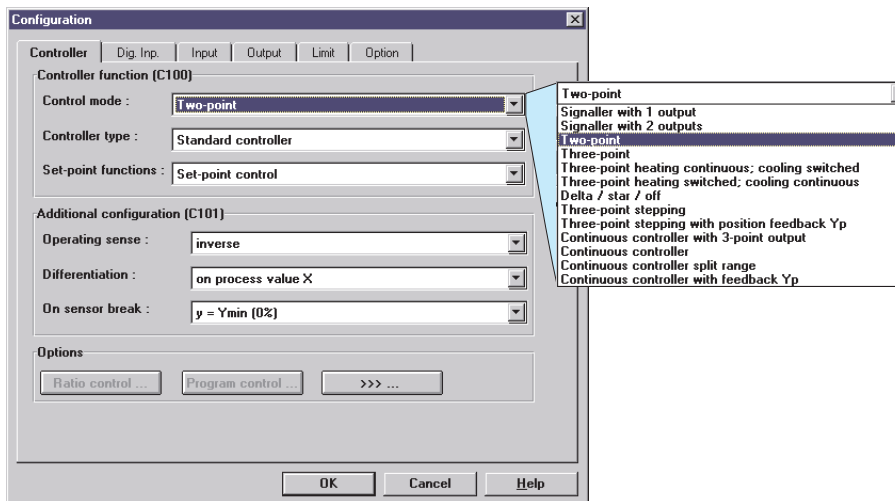 Configuration
Controller
Dig. Inp.
Input
Output
Limit
Option
Controller function (C100)
Control mode :
Two-point
Controller type :
Standard controller
Set-point functions :
Set-point control
Additional configuration (C101)
Operating sense :
inverse
Differentiation :
on process value X
On sensor break :
y = Ymin (0%)
Options
Ratio control ...
Program control ...
>>> ...
OK
Cancel
Help
Two-point
Signaller with 1 output
Signaller with 2 outputs
Two-point
Three-point
Three-point heating continuous; cooling switched
Three-point heating switched; cooling continuous
Delta / star / off
Three-point stepping
Three-point stepping with position feedback Yp
Continuous controller with 3-point output
Continuous controller
Continuous controller split range
Continuous controller with feedback Yp